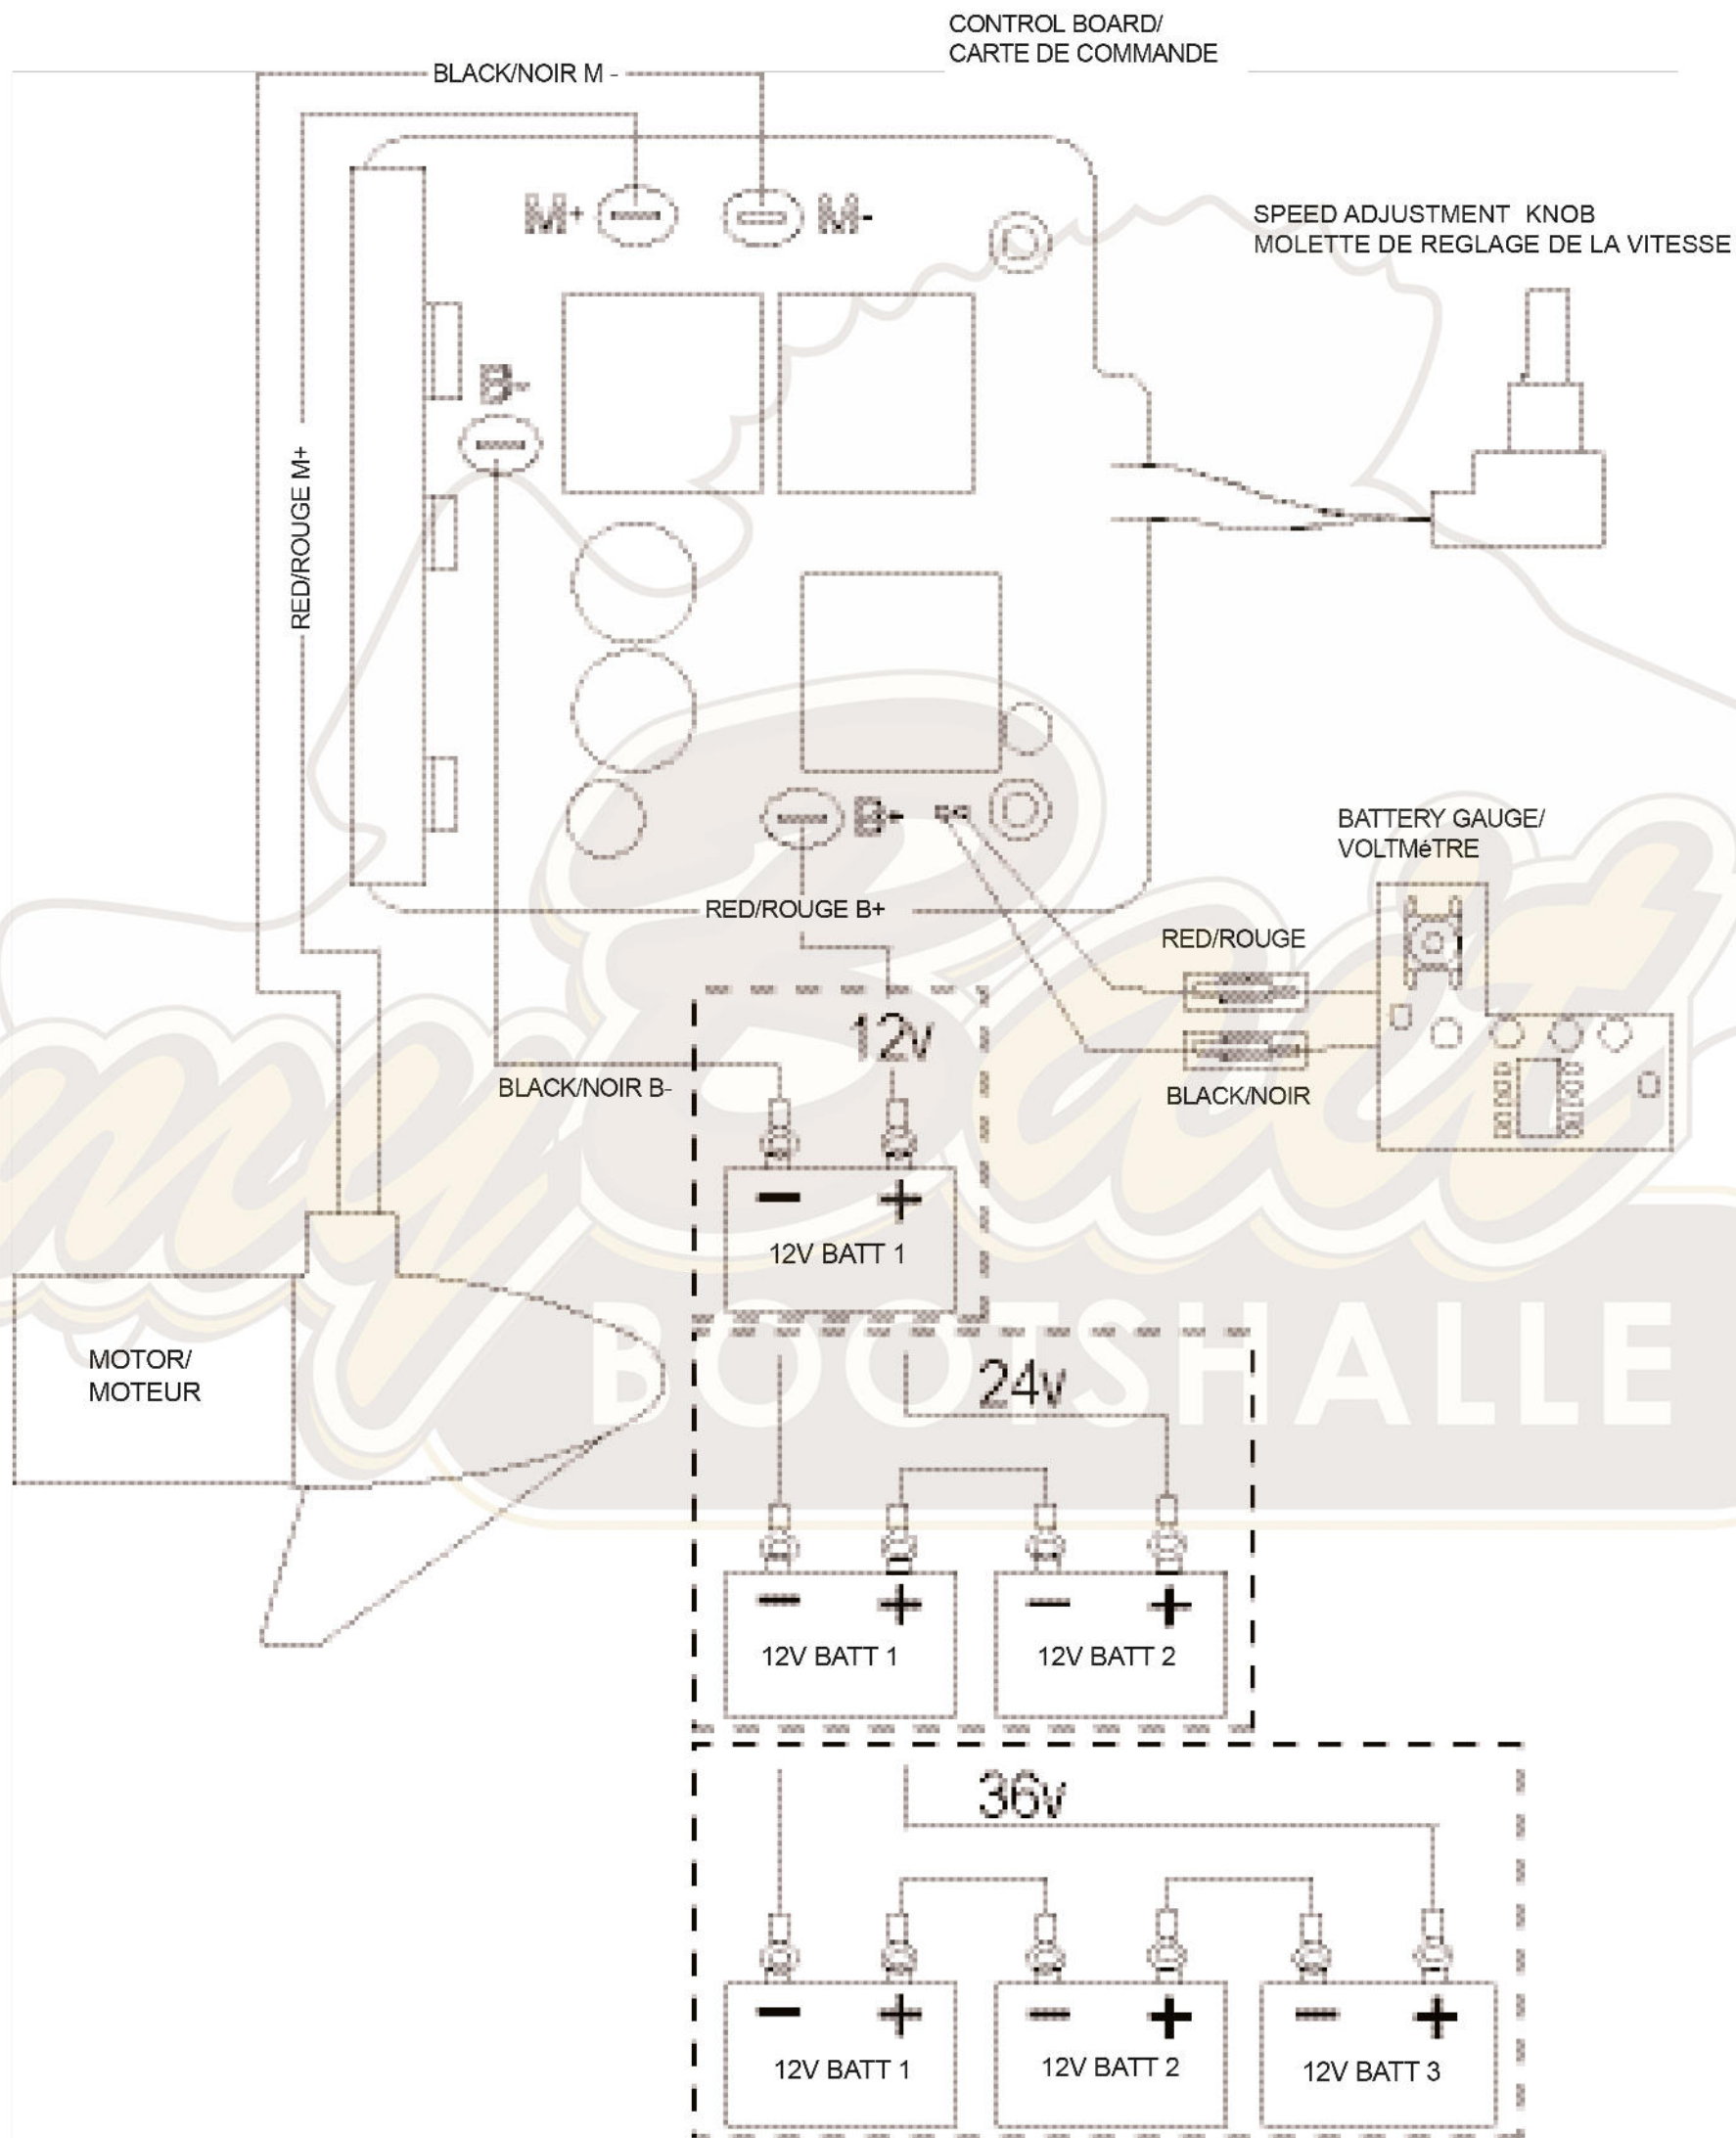 CONTROL BOARD/
CARTE DE COMMANDE
BLACK/NOIR M -
M+
M-
SPEED ADJUSTMENT KNOB
MOLETTE DE REGLAGE DE LA VITESSE
B-
RED/ROUGE M+
B+
BATTERY GAUGE/
VOLTMéTRE
RED/ROUGE B+
RED/ROUGE
12v
BLACK/NOIR B-
BLACK/NOIR
- +
12V BATT 1
MOTOR/
MOTEUR
24v
- + - +
12V BATT 1
12V BATT 2
36v
- + - + - +
12V BATT 1
12V BATT 2
12V BATT 3
my Boat
BOOTSHALLE